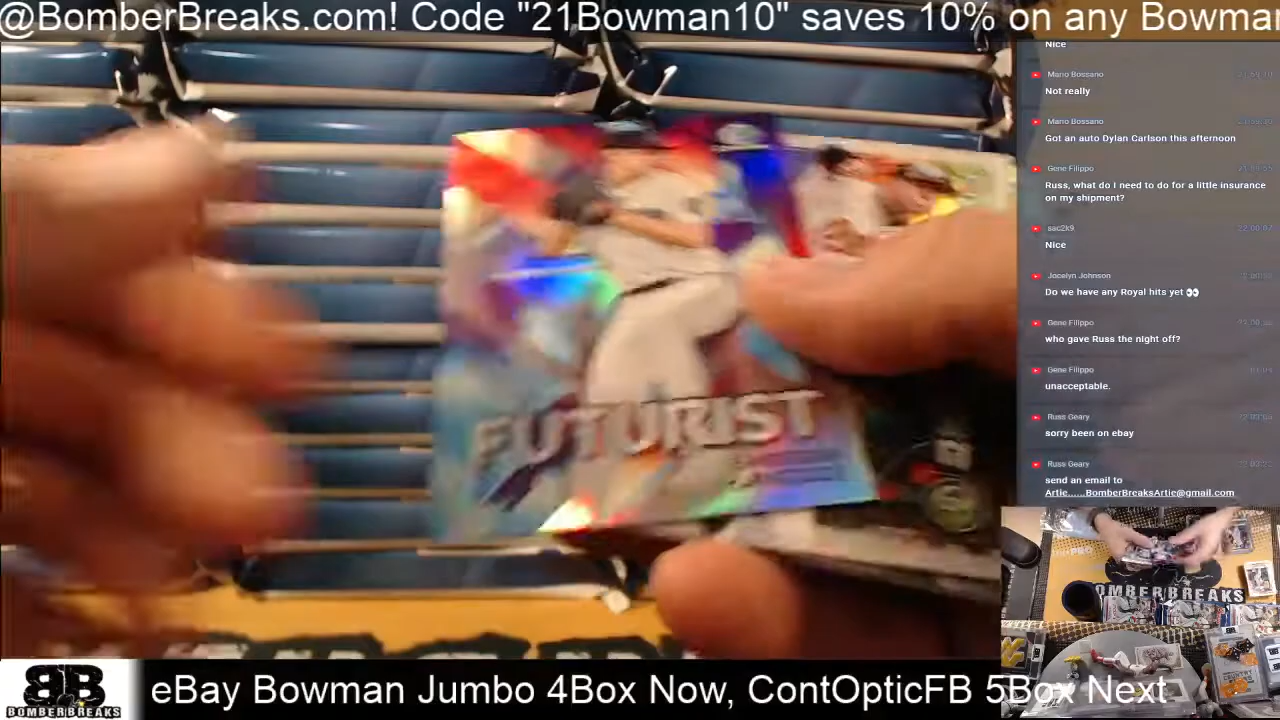 @BomberBreaks.com! Code "21Bowman10" saves 10% on any Bowman
Nice
Mario Bossano
Not really
Mario Bossano
Got an auto Dylan Carlson this afternoon
Gene Filippo
Russ, what do I need to do for a little insurance
on my shipment?
sac2k9
Nice
Jocelyn Johnson
Do we have any Royal hits yet 👀
Gene Filippo
who gave Russ the night off?
Gene Filippo
unacceptable.
Russ Geary
sorry been on ebay
Russ Geary
send an email to
Artie......BomberBreaksArtie@gmail.com
FUTURIST
BOMBERBREAKS
BB
BOMBERBREAKS
eBay Bowman Jumbo 4Box Now, ContOpticFB 5Box Next